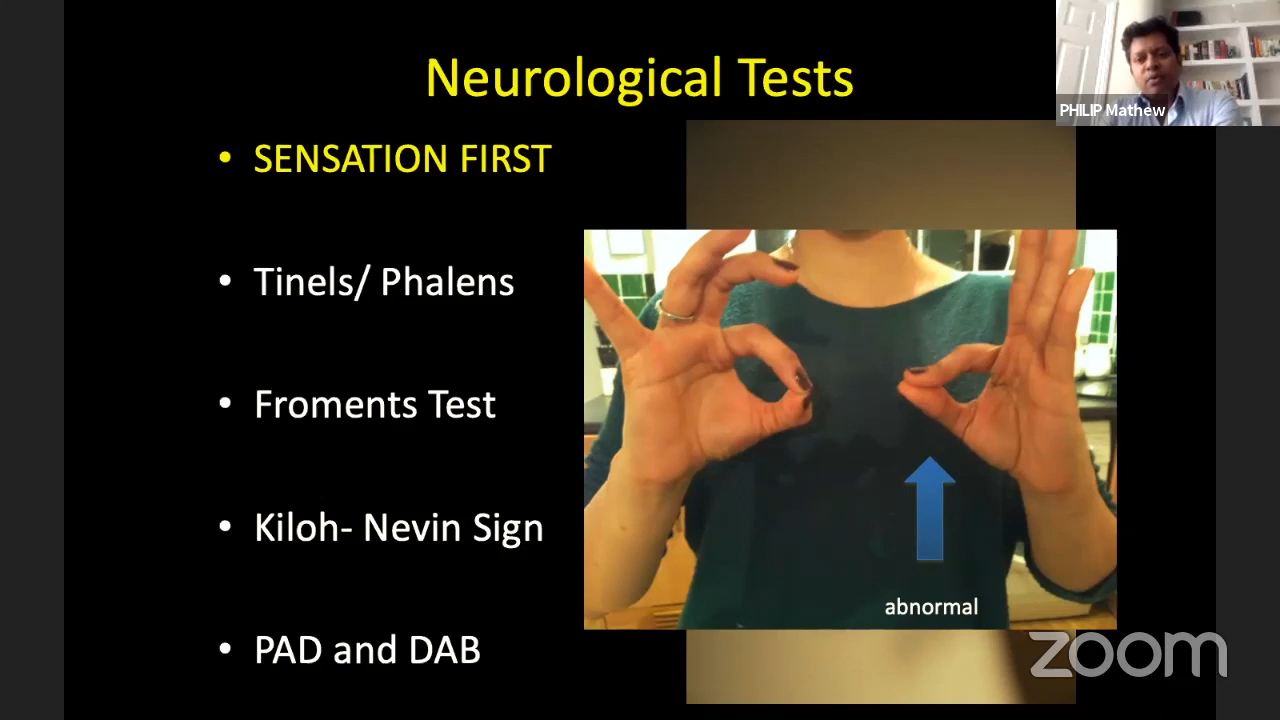 Neurological Tests
PHILIP Mathew
• SENSATION FIRST
• Tinels/ Phalens
• Froments Test
• Kiloh- Nevin Sign
abnormal
• PAD and DAB
zoom